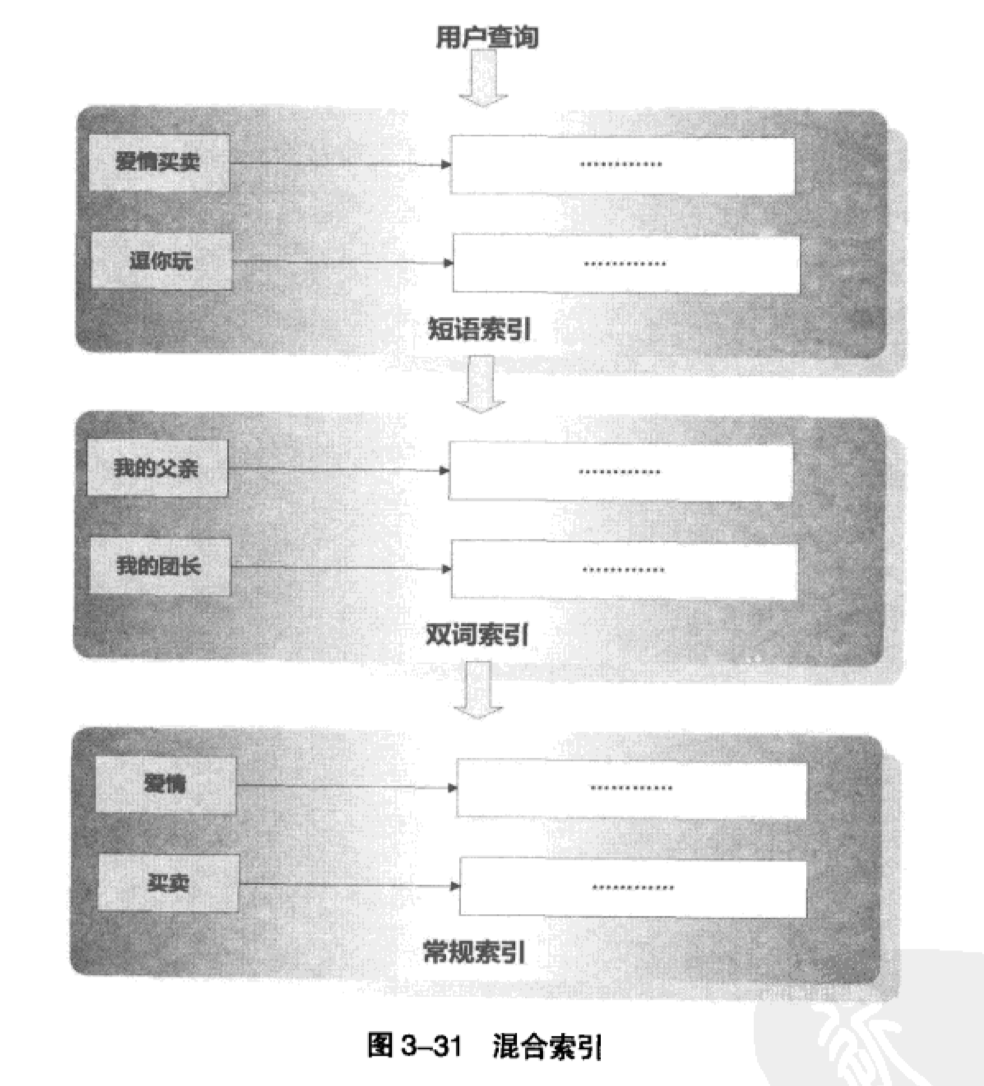 用户查询
爱情买卖
…………
逗你玩
…………
短语索引
我的父亲
…………
我的团长
…………
双词索引
爱情
…………
买卖
…………
常规索引
图 3–31 混合索引